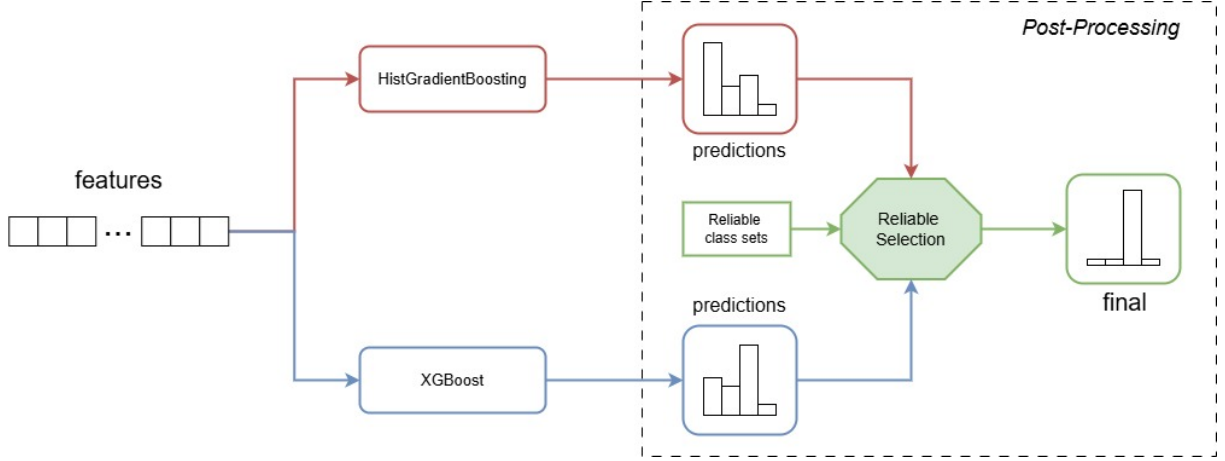 Post-Processing
HistGradientBoosting
predictions
features
...
Reliable
class sets
Reliable
Selection
final
predictions
XGBoost